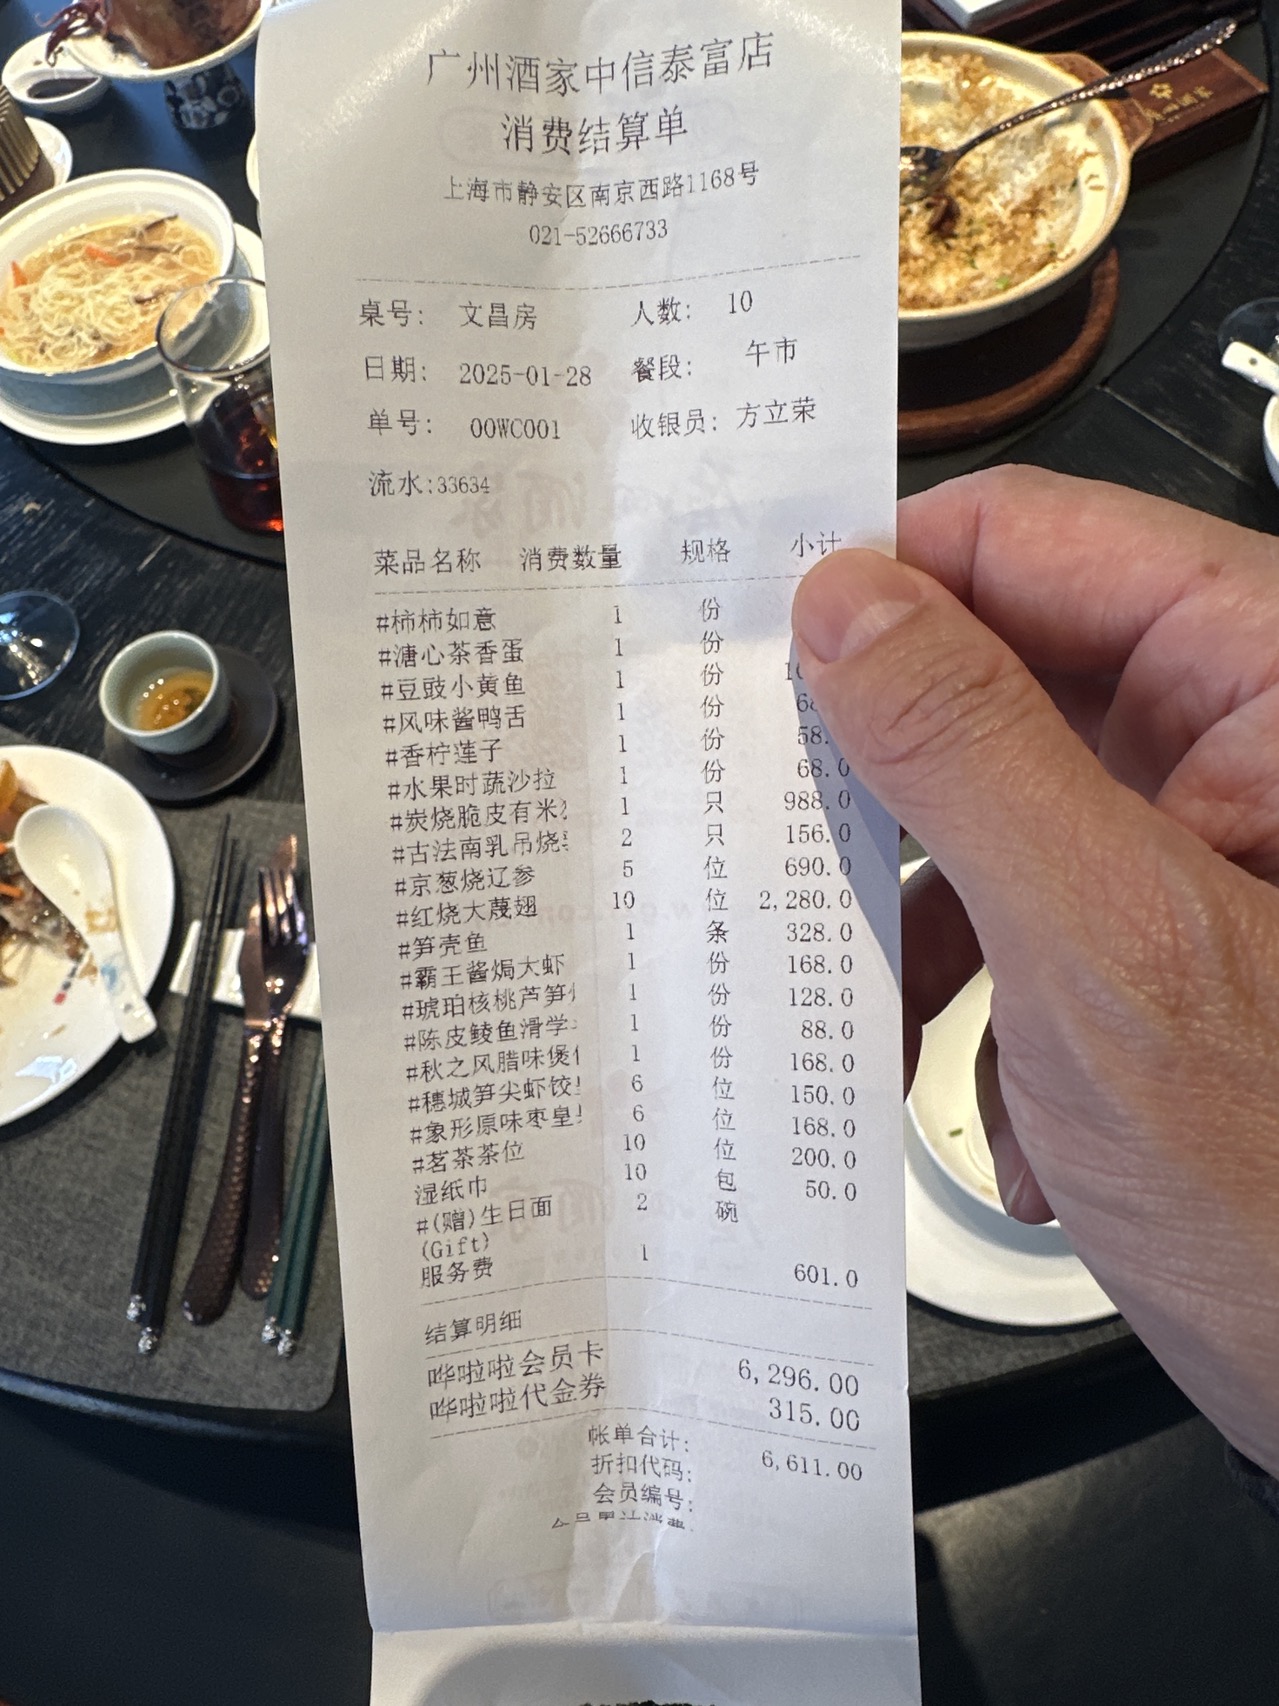 广州酒家中信泰富店
消费结算单
上海市静安区南京西路1168号
021-52666733
桌号: 文昌房 人数: 10
日期: 2025-01-28 餐段: 午市
单号: 00WC001 收银员: 方立荣
流水:33634
菜品名称 消费数量 规格 小计
#柿柿如意 1 份
#溏心茶香蛋 1 份
#豆豉小黄鱼 1 份
#风味酱鸭舌 1 份
#香柠莲子 1 份 58.
#水果时蔬沙拉 1 份 68.0
#炭烧脆皮有米 1 只 988.0
#古法南乳吊烧 2 只 156.0
#京葱烧辽参 5 位 690.0
#红烧大蔑翅 10 位 2,280.0
#笋壳鱼 1 条 328.0
#霸王酱焗大虾 1 份 168.0
#琥珀核桃芦笋 1 份 128.0
#陈皮鲮鱼滑学 1 份 88.0
#秋之风腊味煲 1 份 168.0
#穗城笋尖虾饺 6 位 150.0
#象形原味枣皇 6 位 168.0
#茗茶茶位 10 位 200.0
湿纸巾 10 包 50.0
#(赠)生日面 2 碗
(Gift)
服务费 1 601.0
结算明细
哗啦啦会员卡 6,296.00
哗啦啦代金券 315.00
帐单合计: 6,611.00
折扣代码:
会员编号: